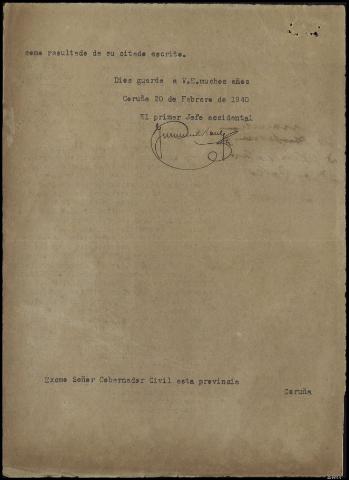 como resultado de su citado escrito.
Dios guarde a V.E. muchos años
Coruña 20 de Febrero de 1940
El primer Jefe accidental
Excmo Señor Gobernador Civil esta provincia
Coruña